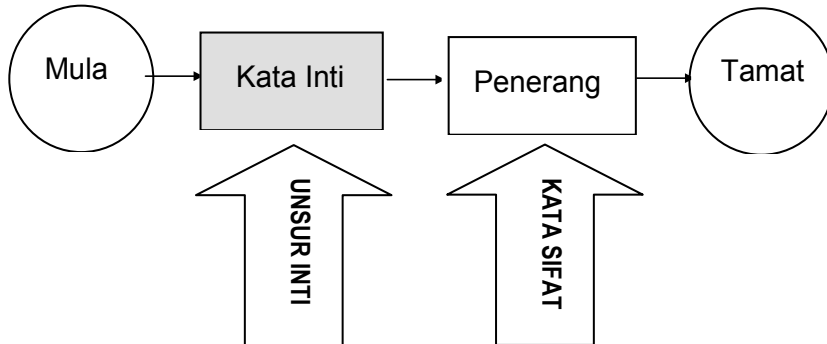 Mula
Kata Inti
Penerang
Tamat
UNSUR INTI
KATA SIFAT